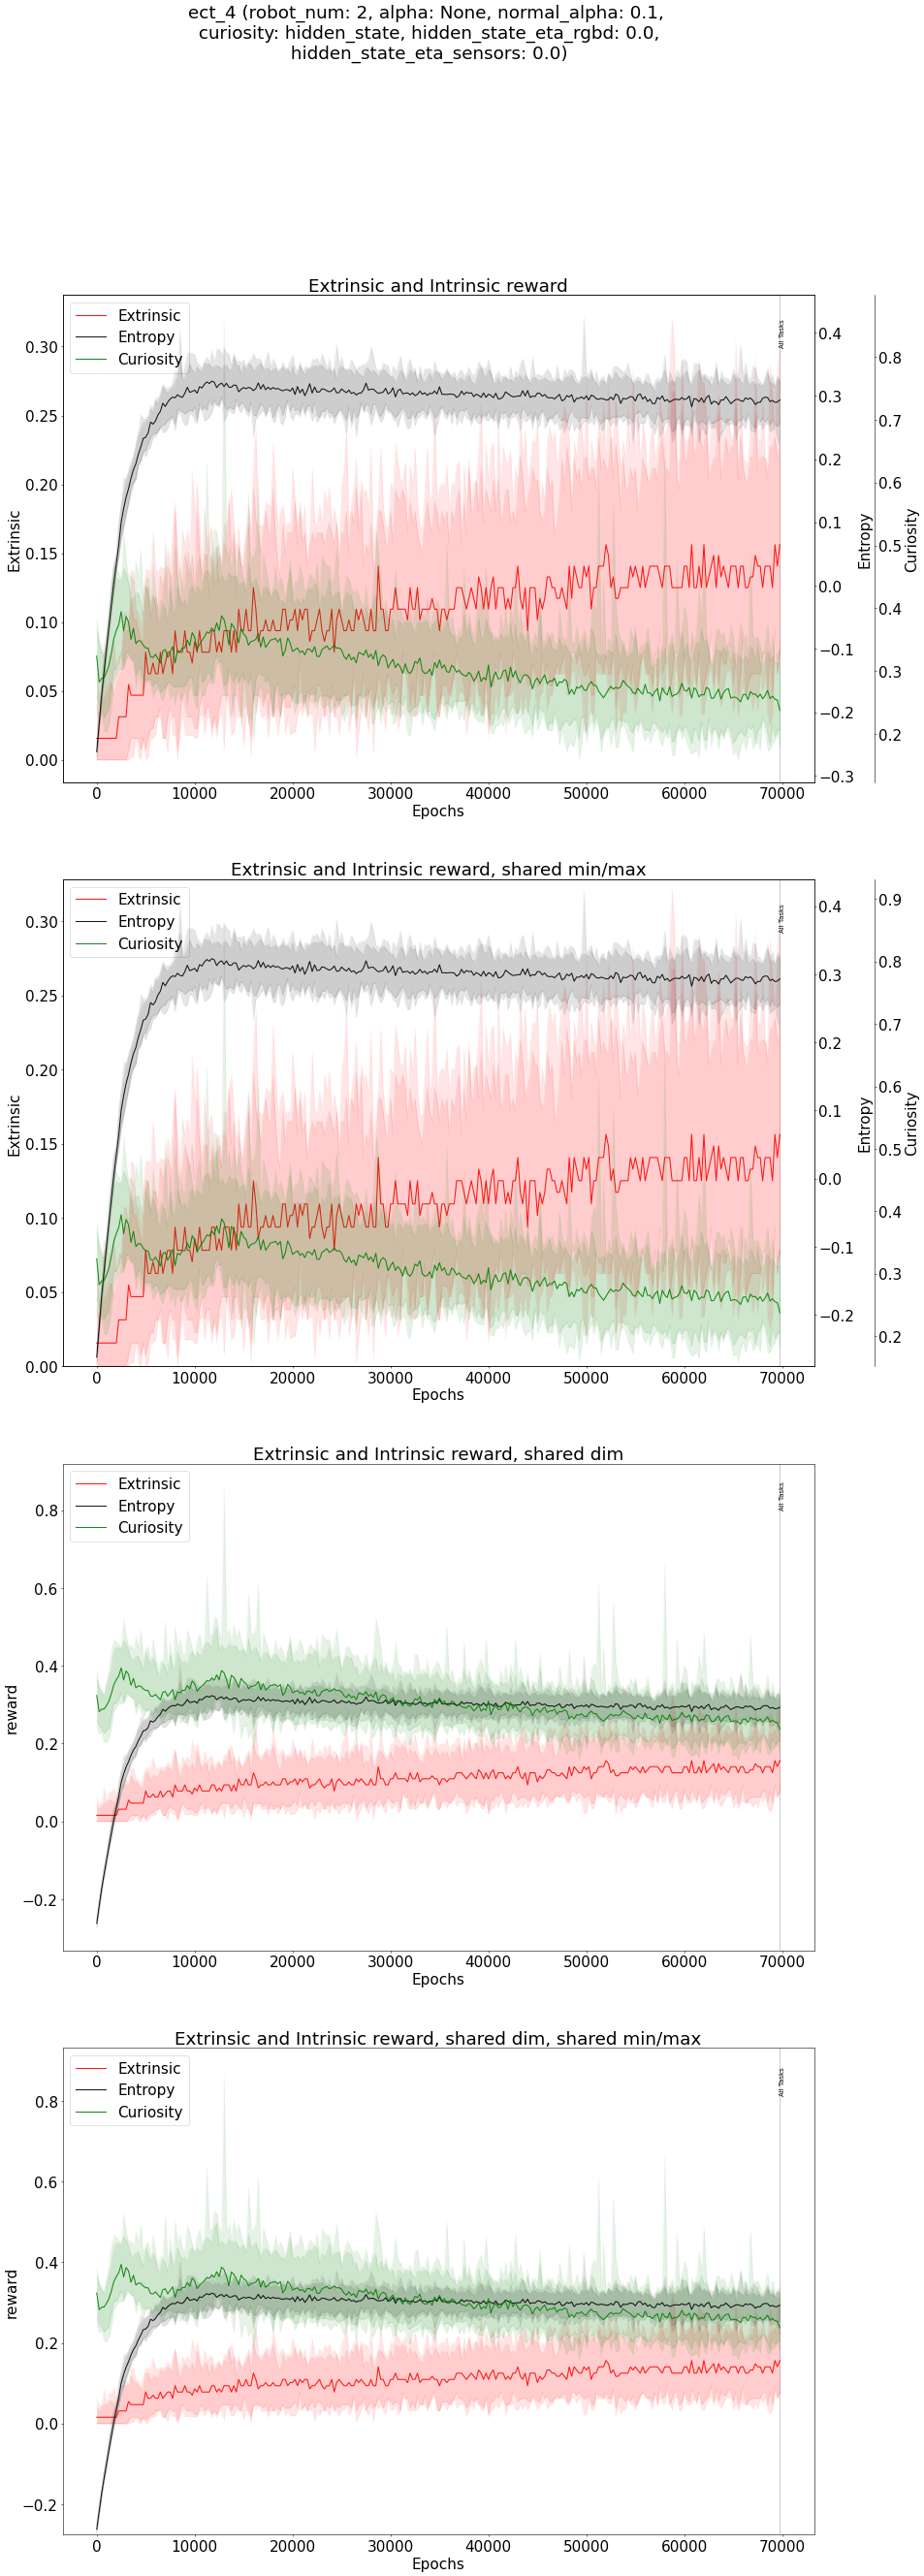 ect_4 (robot_num: 2, alpha: None, normal_alpha: 0.1,
curiosity: hidden_state, hidden_state_eta_rgbd: 0.0,
hidden_state_eta_sensors: 0.0)
Extrinsic and Intrinsic reward
Extrinsic
Entropy
Curiosity
All Tasks
0.30
0.25
0.20
0.15
0.10
0.05
0.00
Extrinsic
0.4
0.3
0.2
0.1
0.0
−0.1
−0.2
−0.3
Entropy
0.8
0.7
0.6
0.5
0.4
0.3
0.2
Curiosity
0 10000 20000 30000 40000 50000 60000 70000
Epochs
Extrinsic and Intrinsic reward, shared min/max
Extrinsic
Entropy
Curiosity
All Tasks
0.30
0.25
0.20
0.15
0.10
0.05
0.00
Extrinsic
0.4
0.3
0.2
0.1
0.0
−0.1
−0.2
Entropy
0.9
0.8
0.7
0.6
0.5
0.4
0.3
0.2
Curiosity
0 10000 20000 30000 40000 50000 60000 70000
Epochs
Extrinsic and Intrinsic reward, shared dim
Extrinsic
Entropy
Curiosity
All Tasks
0.8
0.6
0.4
0.2
0.0
−0.2
reward
0 10000 20000 30000 40000 50000 60000 70000
Epochs
Extrinsic and Intrinsic reward, shared dim, shared min/max
Extrinsic
Entropy
Curiosity
All Tasks
0.8
0.6
0.4
0.2
0.0
−0.2
reward
0 10000 20000 30000 40000 50000 60000 70000
Epochs